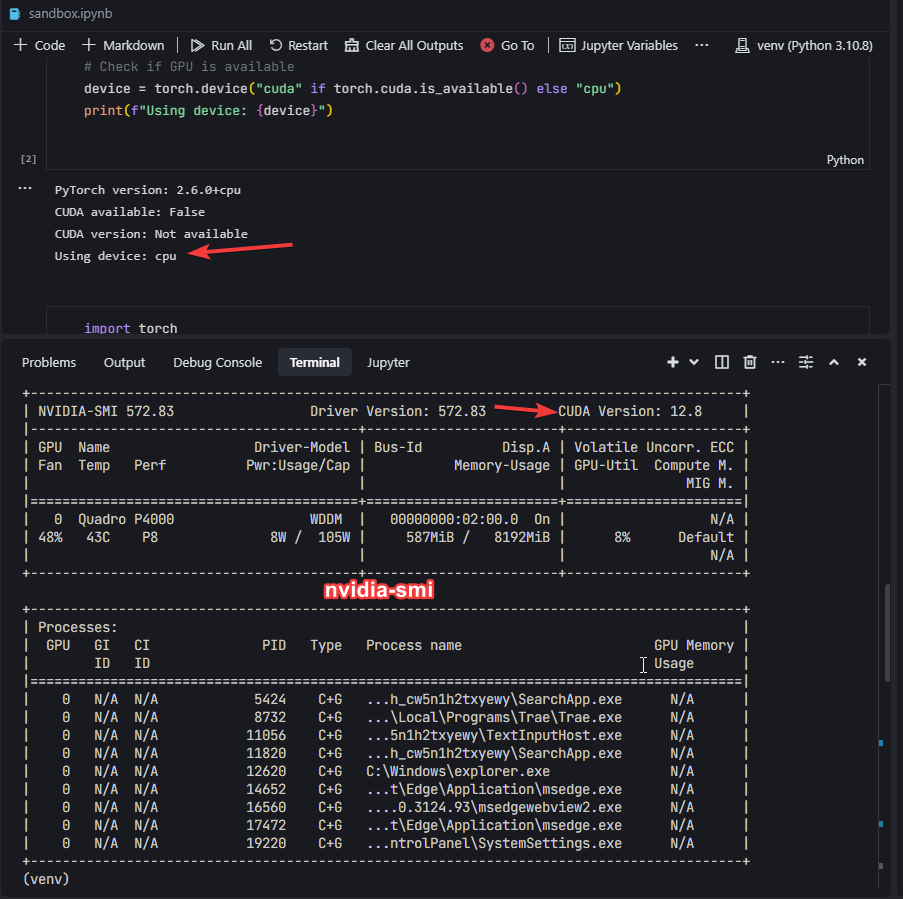 sandbox.ipynb
+ Code + Markdown | Run All Restart Clear All Outputs Go To | Jupyter Variables ... venv (Python 3.10.8)
# Check if GPU is available
device = torch.device("cuda" if torch.cuda.is_available() else "cpu")
print(f"Using device: {device}")
[2]
Python
PyTorch version: 2.6.0+cpu
CUDA available: False
CUDA version: Not available
Using device: cpu
import torch
Problems Output Debug Console Terminal Jupyter
NVIDIA-SMI 572.83 Driver Version: 572.83 CUDA Version: 12.8
GPU Name Driver-Model | Bus-Id Disp.A | Volatile Uncorr. ECC
Fan Temp Perf Pwr:Usage/Cap | Memory-Usage | GPU-Util Compute M.
MIG M.
0 Quadro P4000 WDDM | 00000000:02:00.0 On | N/A
48% 43C P8 8W / 105W | 587MiB / 8192MiB | 8% Default
N/A
nvidia-smi
Processes:
GPU GI CI PID Type Process name GPU Memory
ID ID Usage
0 N/A N/A 5424 C+G ...h_cw5n1h2txyewy\SearchApp.exe N/A
0 N/A N/A 8732 C+G ...\Local\Programs\Trae\Trae.exe N/A
0 N/A N/A 11056 C+G ...5n1h2txyewy\TextInputHost.exe N/A
0 N/A N/A 11820 C+G ...h_cw5n1h2txyewy\SearchApp.exe N/A
0 N/A N/A 12620 C+G C:\Windows\explorer.exe N/A
0 N/A N/A 14652 C+G ...t\Edge\Application\msedge.exe N/A
0 N/A N/A 16560 C+G ....0.3124.93\msedgewebview2.exe N/A
0 N/A N/A 17472 C+G ...t\Edge\Application\msedge.exe N/A
0 N/A N/A 19220 C+G ...ntrolPanel\SystemSettings.exe N/A
(venv)